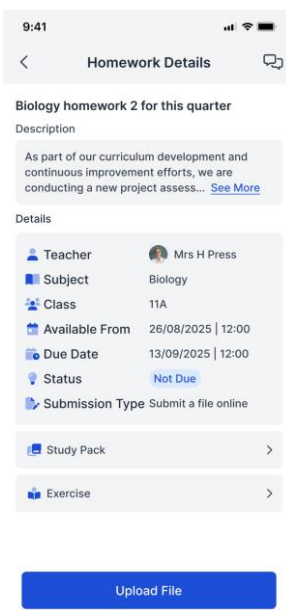 9:41
Homework Details
Biology homework 2 for this quarter
Description
As part of our curriculum development and
continuous improvement efforts, we are
conducting a new project assess... See More
Details
Teacher Mrs H Press
Subject Biology
Class 11A
Available From 26/08/2025 | 12:00
Due Date 13/09/2025 | 12:00
Status Not Due
Submission Type Submit a file online
Study Pack
Exercise
Upload File